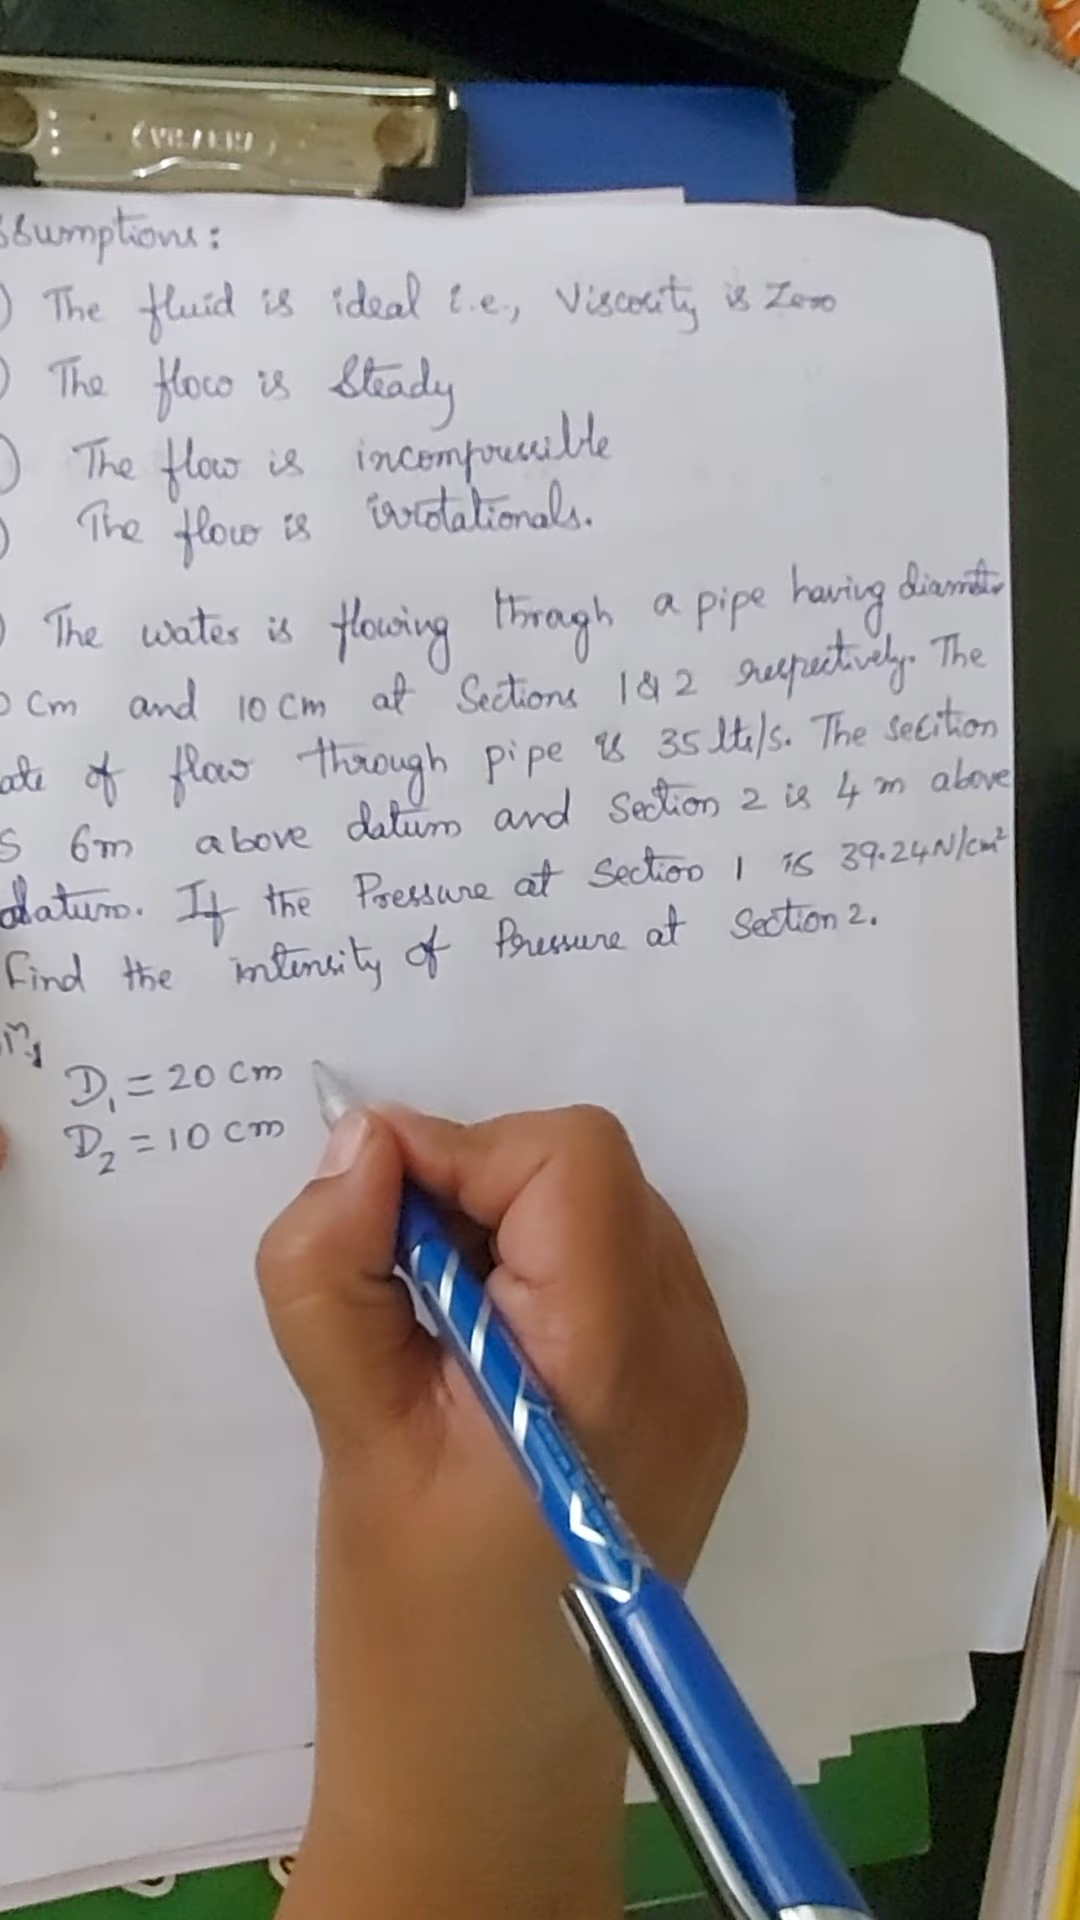 ssumptions:
) The fluid is ideal i.e., Viscosity is Zero
) The flow is Steady
) The flow is incompressible
) The flow is irrotationals.
) The water is flowing through a pipe having diameter
0 cm and 10 cm at Sections 1 & 2 respectively. The
ate of flow through pipe is 35 lts/s. The section
s 6m above datum and Section 2 is 4 m above
datum. If the Pressure at Section 1 is 39.24N/cm²
Find the intensity of Pressure at Section 2.
D₁ = 20 cm
D₂ = 10 cm